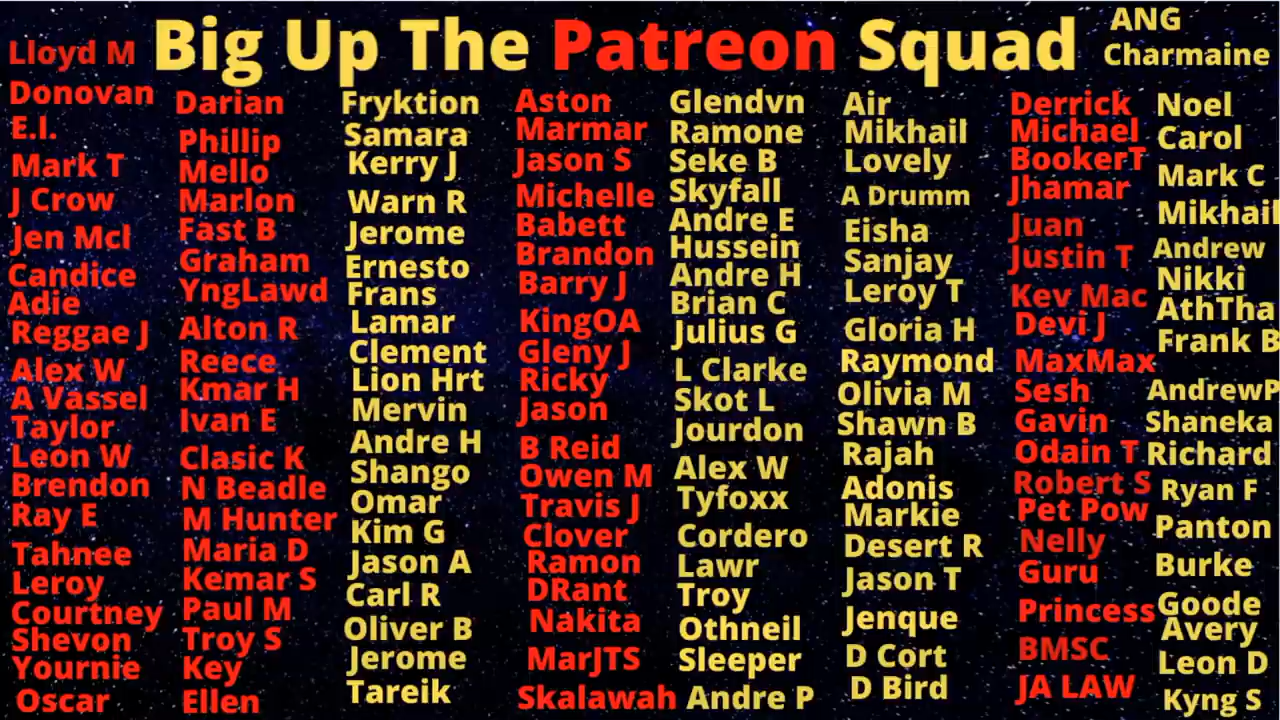 Big Up The Patreon Squad
Lloyd M
Donovan
E.I.
Mark T
J Crow
Jen Mcl
Candice
Adie
Reggae J
Alex W
A Vassel
Taylor
Leon W
Brendon
Ray E
Tahnee
Leroy
Courtney
Shevon
Yournie
Oscar
Darian
Phillip
Mello
Marlon
Fast B
Graham
YngLawd
Alton R
Reece
Kmar H
Ivan E
Clasic K
N Beadle
M Hunter
Maria D
Kemar S
Paul M
Troy S
Key
Ellen
Fryktion
Samara
Kerry J
Warn R
Jerome
Ernesto
Frans
Lamar
Clement
Lion Hrt
Mervin
Andre H
Shango
Omar
Kim G
Jason A
Carl R
Oliver B
Jerome
Tareik
Aston
Marmar
Jason S
Michelle
Babett
Brandon
Barry J
KingOA
Gleny J
Ricky
Jason
B Reid
Owen M
Travis J
Clover
Ramon
DRant
Nakita
MarJTS
Skalawah
Glendvn
Ramone
Seke B
Skyfall
Andre E
Hussein
Andre H
Brian C
Julius G
L Clarke
Skot L
Jourdon
Alex W
Tyfoxx
Cordero
Lawr
Troy
Othneil
Sleeper
Andre P
Air
Mikhail
Lovely
A Drumm
Eisha
Sanjay
Leroy T
Gloria H
Raymond
Olivia M
Shawn B
Rajah
Adonis
Markie
Desert R
Jason T
Jenque
D Cort
D Bird
Derrick
Michael
BookerT
Jhamar
Juan
Justin T
Kev Mac
Devi J
MaxMax
Sesh
Gavin
Odain T
Robert S
Pet Pow
Nelly
Guru
Princess
BMSC
JA LAW
ANG
Charmaine
Noel
Carol
Mark C
Mikhail
Andrew
Nikki
AthTha
Frank B
AndrewP
Shaneka
Richard
Ryan F
Panton
Burke
Goode
Avery
Leon D
Kyng S